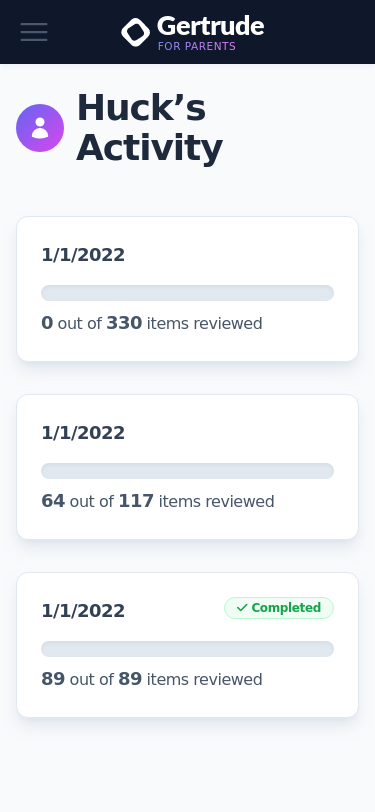 Gertrude
FOR PARENTS
Huck’s
Activity
1/1/2022
0 out of 330 items reviewed
1/1/2022
64 out of 117 items reviewed
1/1/2022
Completed
89 out of 89 items reviewed